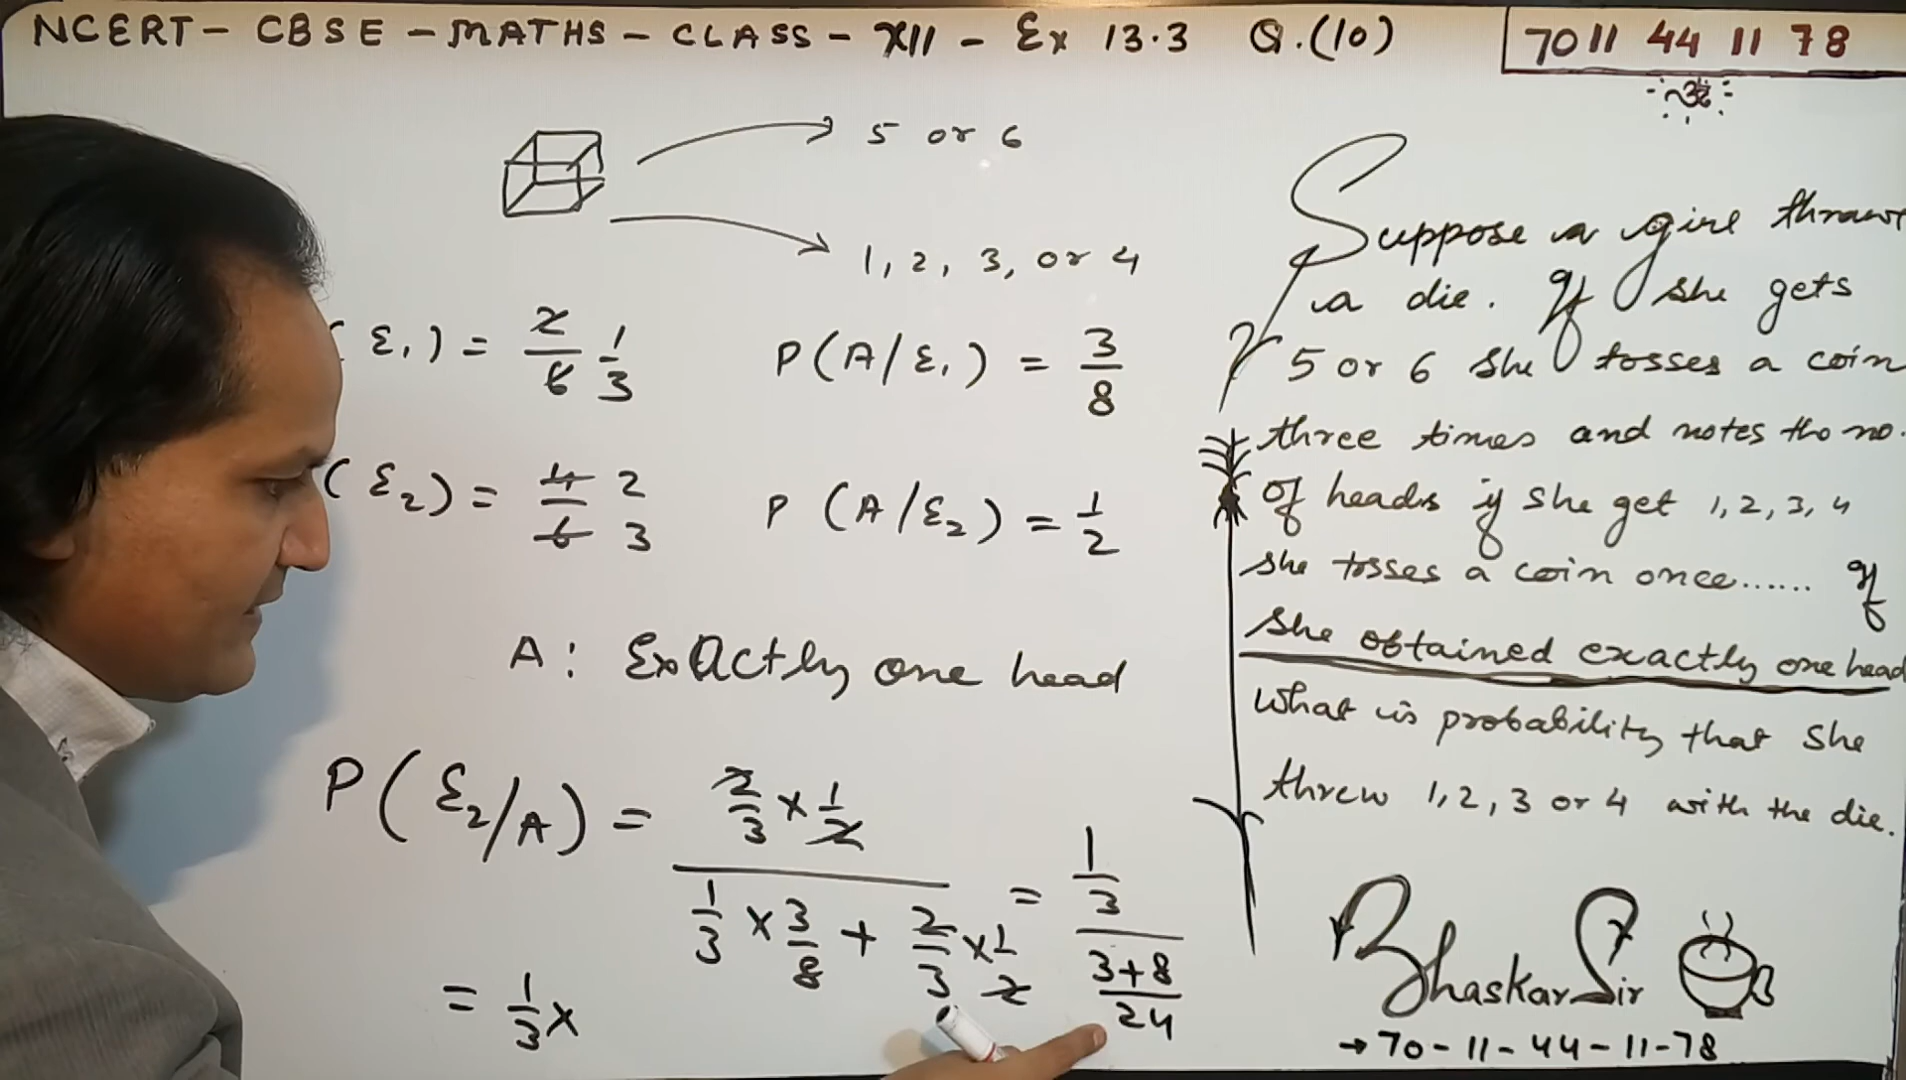 NCERT - CBSE - MATHS - CLASS - XII - Ex 13.3 Q.(10)
7011 44 11 78
5 or 6
1, 2, 3, or 4
(E₁) = 2/6 1/3
P(A/E₁) = 3/8
(E₂) = 4/6 2/3
P(A/E₂) = 1/2
A: Exactly one head
P(E₂/A) = (2/3 × 1/2) / (1/3 × 3/8 + 2/3 × 1/2) = (1/3) / ((3+8)/24)
= 1/3 ×
Suppose a girl throws
a die. If she gets
5 or 6 she tosses a coin
three times and notes the no.
of heads if she get 1, 2, 3, 4
she tosses a coin once...... If
she obtained exactly one head
what is probability that she
threw 1, 2, 3 or 4 with the die.
Bhaskar Sir
→ 70-11-44-11-78